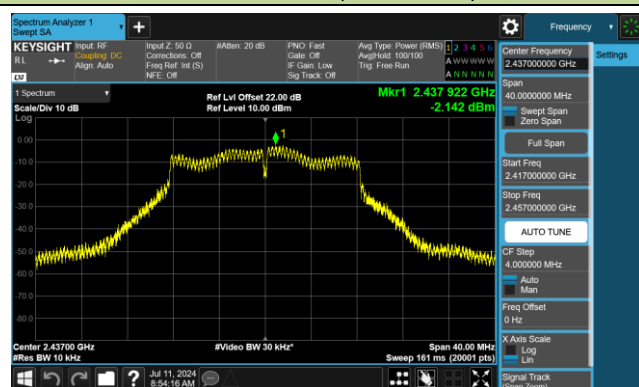 Spectrum Analyzer 1
Swept SA
Frequency
KEYSIGHT
RL
Input: RF
Coupling: DC
Align: Auto
Input Z: 50 Ω
Corrections: Off
Freq Ref: Int (S)
NFE: Off
#Atten: 20 dB
PNO: Fast
Gate: Off
IF Gain: Low
Sig Track: Off
Avg Type: Power (RMS)
Avg|Hold: 100/100
Trig: Free Run
1 2 3 4 5 6
A W W W W W
A N N N N N
LXI
1 Spectrum
Scale/Div 10 dB
Log
Ref Lvl Offset 22.00 dB
Ref Level 10.00 dBm
Mkr1 2.437 922 GHz
-2.142 dBm
1
0.00
-10.0
-20.0
-30.0
-40.0
-50.0
-60.0
-70.0
-80.0
Center 2.43700 GHz
#Res BW 10 kHz
#Video BW 30 kHz*
Span 40.00 MHz
Sweep 161 ms (20001 pts)
Jul 11, 2024
8:54:16 AM
Center Frequency
2.437000000 GHz
Settings
Span
40.0000000 MHz
Swept Span
Zero Span
Full Span
Start Freq
2.417000000 GHz
Stop Freq
2.457000000 GHz
AUTO TUNE
CF Step
4.000000 MHz
Auto
Man
Freq Offset
0 Hz
X Axis Scale
Log
Lin
Signal Track
(Span Zoom)